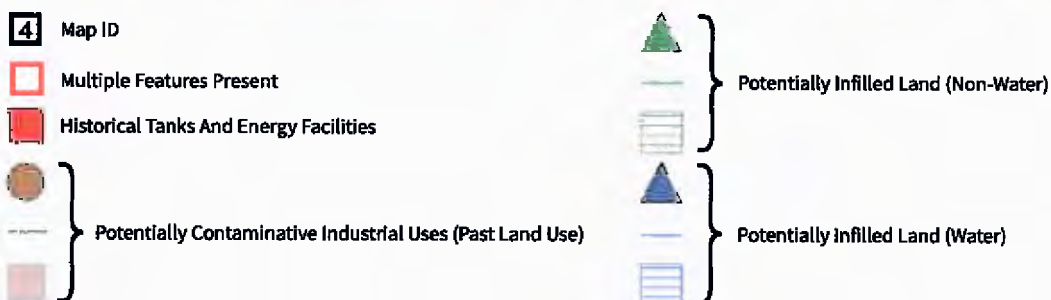 4 Map ID
Multiple Features Present
Historical Tanks And Energy Facilities
Potentially Contaminative Industrial Uses (Past Land Use)
Potentially Infilled Land (Non-Water)
Potentially Infilled Land (Water)